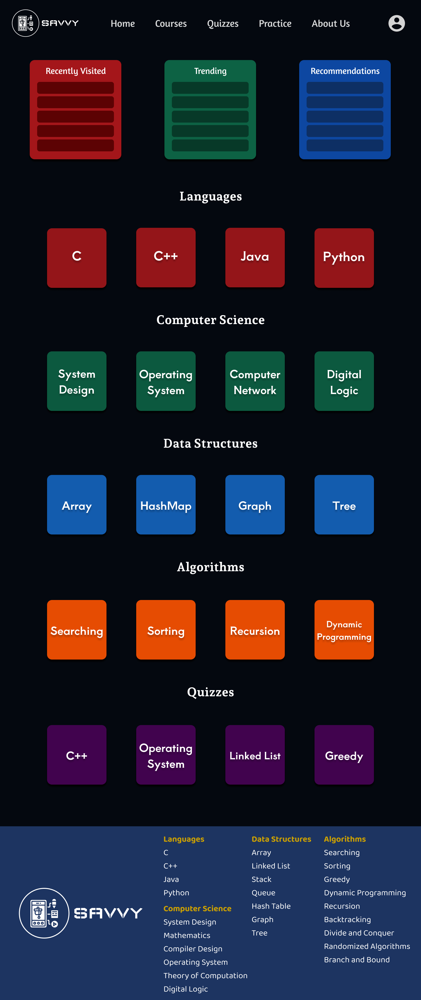 SAVVY
Home Courses Quizzes Practice About Us
Recently Visited
Trending
Recommendations
Languages
C
C++
Java
Python
Computer Science
System
Design
Operating
System
Computer
Network
Digital
Logic
Data Structures
Array
HashMap
Graph
Tree
Algorithms
Searching
Sorting
Recursion
Dynamic
Programming
Quizzes
C++
Operating
System
Linked List
Greedy
SAVVY
Languages
C
C++
Java
Python
Computer Science
System Design
Mathematics
Compiler Design
Operating System
Theory of Computation
Digital Logic
Data Structures
Array
Linked List
Stack
Queue
Hash Table
Graph
Tree
Algorithms
Searching
Sorting
Greedy
Dynamic Programming
Recursion
Backtracking
Divide and Conquer
Randomized Algorithms
Branch and Bound